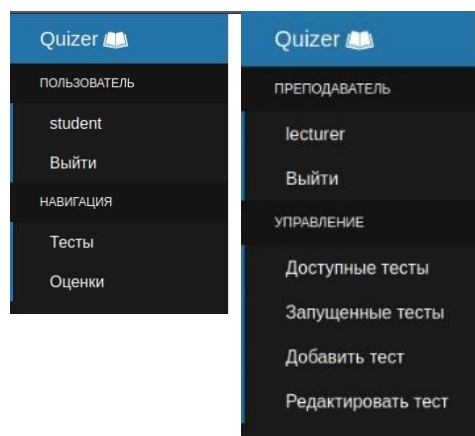 Quizer
ПОЛЬЗОВАТЕЛЬ
student
Выйти
НАВИГАЦИЯ
Тесты
Оценки
Quizer
ПРЕПОДАВАТЕЛЬ
lecturer
Выйти
УПРАВЛЕНИЕ
Доступные тесты
Запущенные тесты
Добавить тест
Редактировать тест